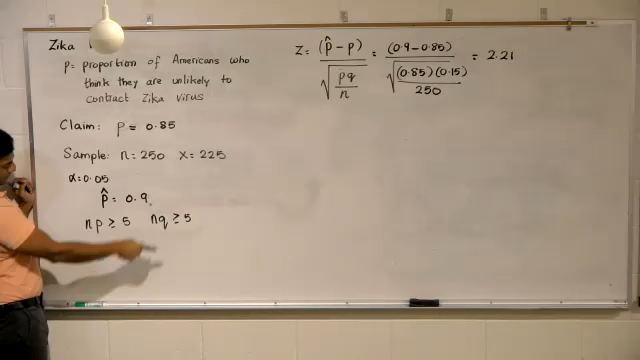 Zika
p = proportion of Americans who
think they are unlikely to
contract Zika virus
Claim: p = 0.85
Sample: n = 250 x = 225
α = 0.05
p̂ = 0.9
np ≥ 5 nq ≥ 5
Z = (p̂ - p) / √(pq/n) = (0.9 - 0.85) / √((0.85)(0.15)/250) = 2.21